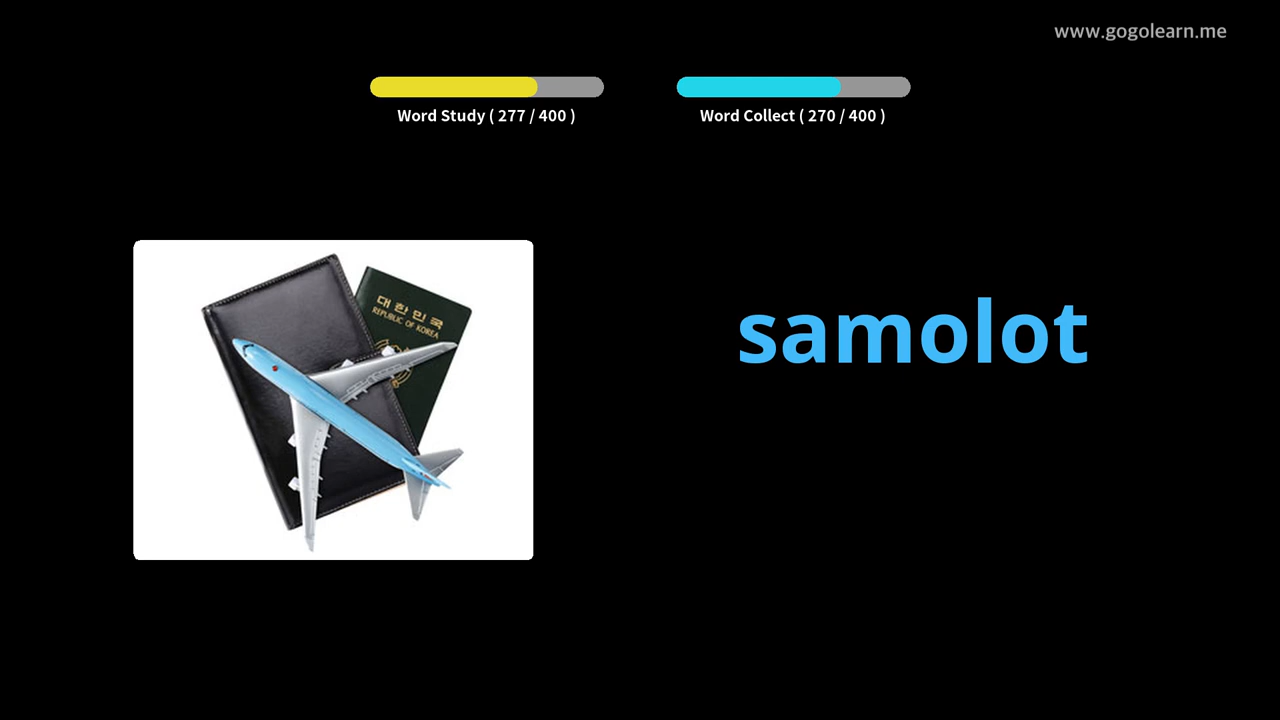 www.gogolearn.me
Word Study ( 277 / 400 )
Word Collect ( 270 / 400 )
대한민국
REPUBLIC OF KOREA
samolot